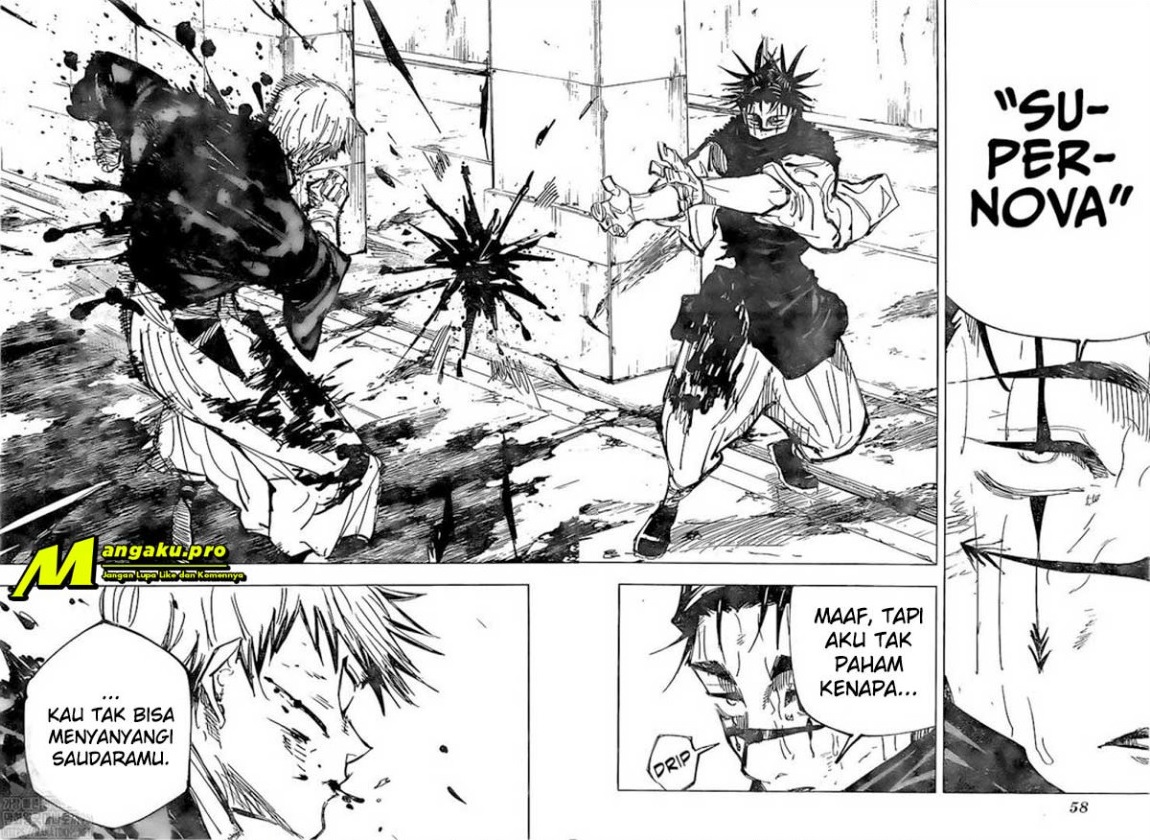 "SU-
PER-
NOVA"
MAAF, TAPI
AKU TAK
PAHAM
KENAPA...
DRIP
...
KAU TAK BISA
MENYANYANGI
SAUDARAMU.
Mangaku.pro
Jangan Lupa Like dan Komennya
58